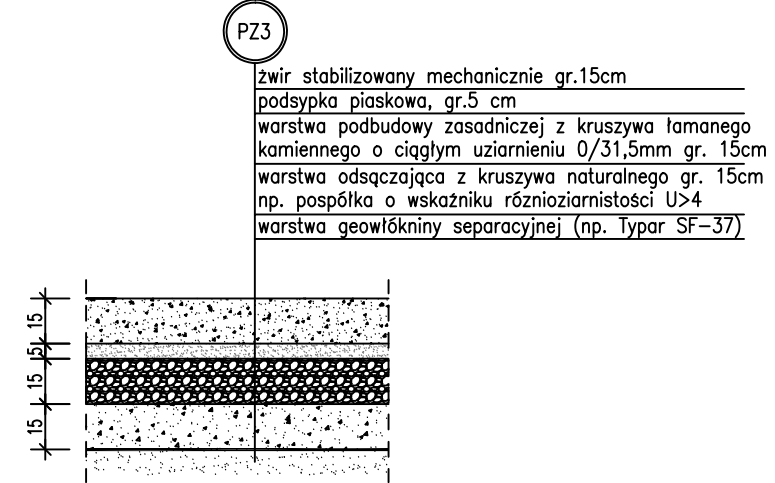 PZ3
żwir stabilizowany mechanicznie gr.15cm
podsypka piaskowa, gr.5 cm
warstwa podbudowy zasadniczej z kruszywa łamanego
kamiennego o ciągłym uziarnieniu 0/31,5mm gr. 15cm
warstwa odsączająca z kruszywa naturalnego gr. 15cm
np. pospółka o wskaźniku róznioziarnistości U>4
warstwa geowłókniny separacyjnej (np. Typar SF-37)
15
5
15
15